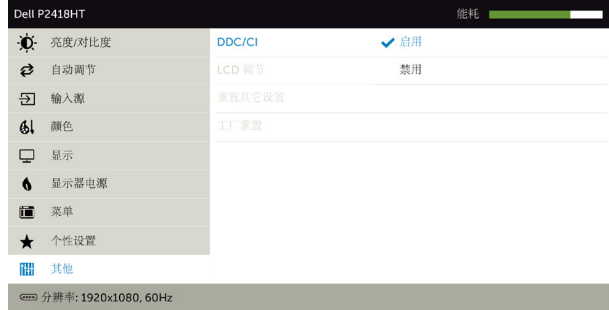 Dell P2418HT 能耗
亮度/对比度 DDC/CI 启用
自动调节 LCD 调节 禁用
输入源 重置其它设置
颜色 工厂重置
显示
显示器电源
菜单
个性设置
其他
分辨率: 1920x1080, 60Hz